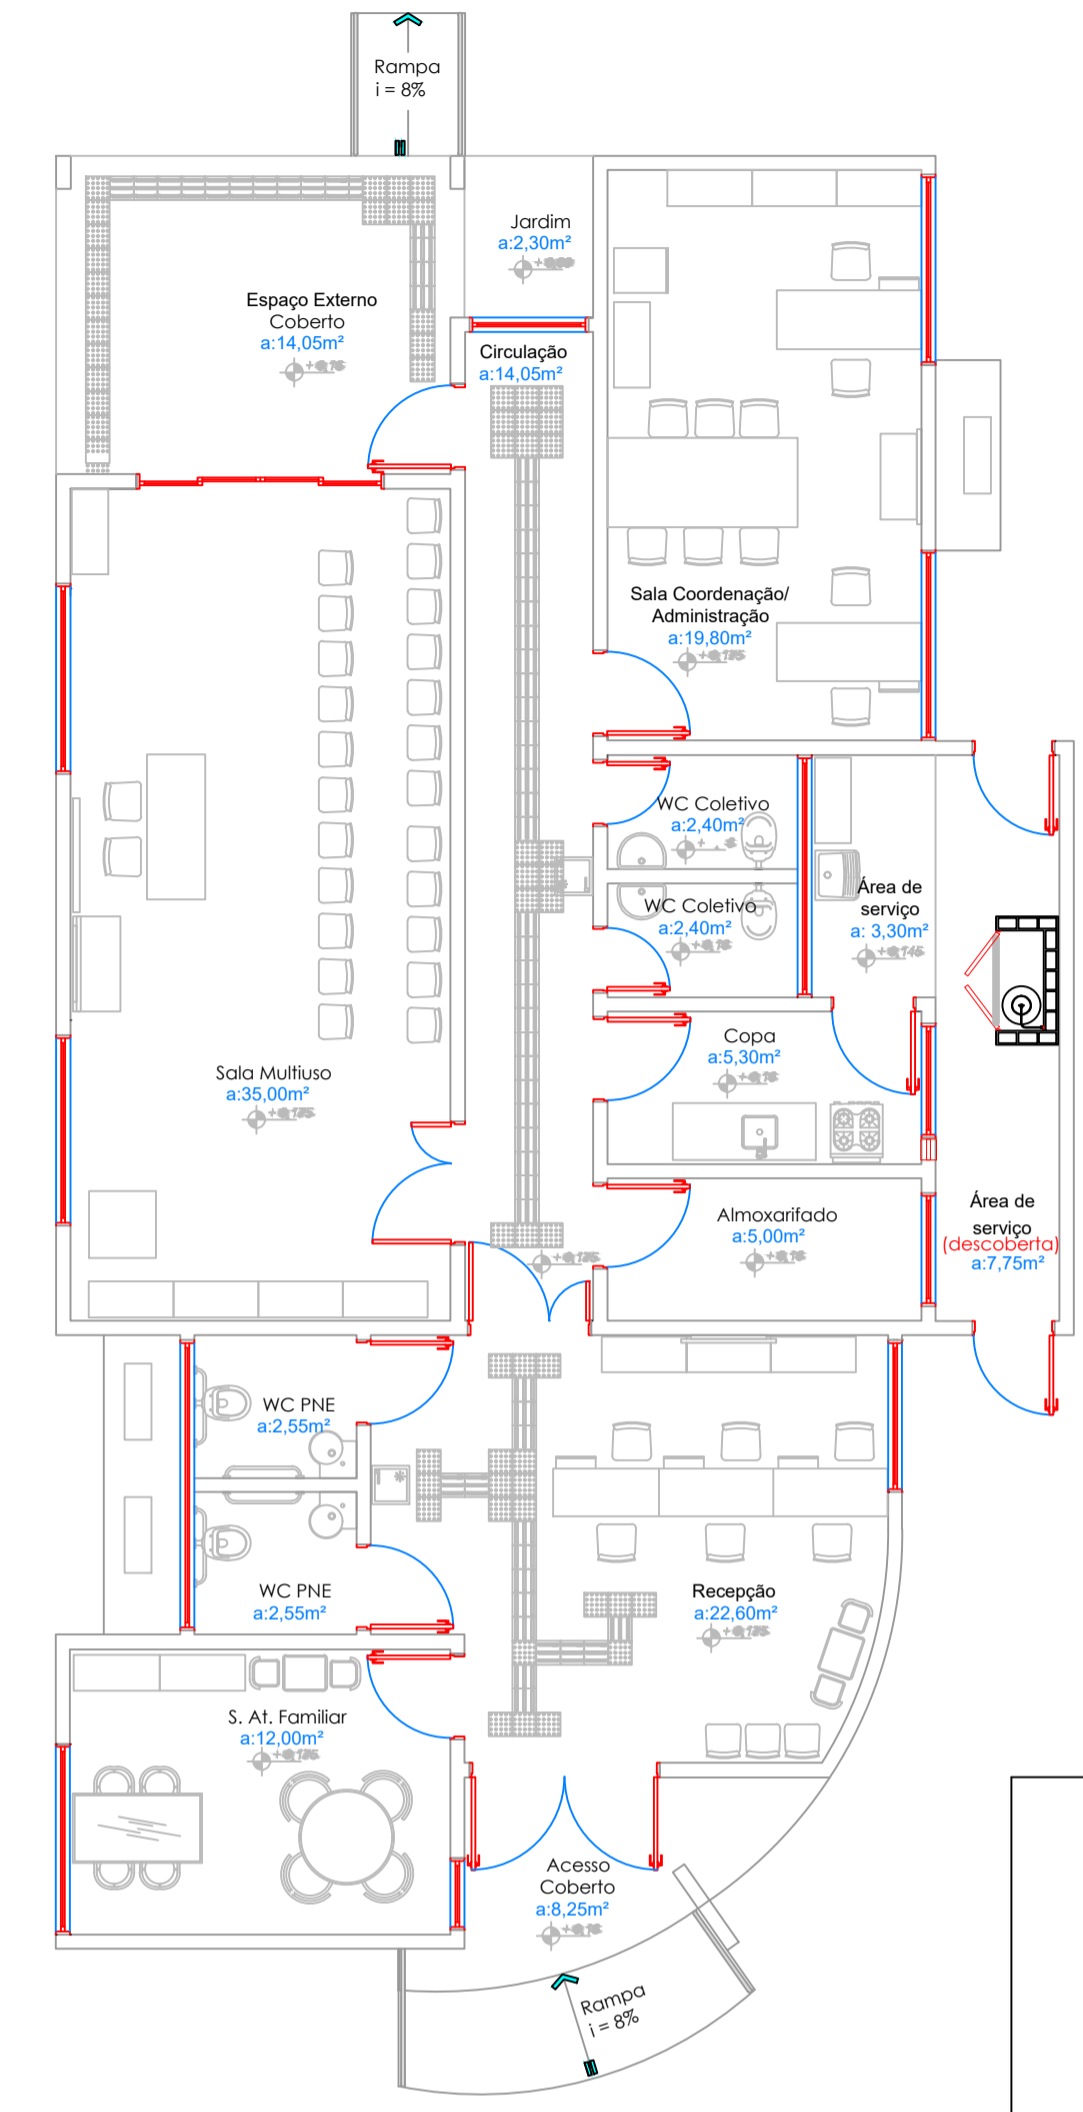 Rampa
i = 8%
Jardim
a:2,30m²
Espaço Externo
Coberto
a:14,05m²
Circulação
a:14,05m²
Sala Coordenação/
Administração
a:19,80m²
WC Coletivo
a:2,40m²
WC Coletivo
a:2,40m²
Área de
serviço
a: 3,30m²
Copa
a:5,30m²
Sala Multiuso
a:35,00m²
Almoxarifado
a:5,00m²
Área de
serviço
(descoberta)
a:7,75m²
WC PNE
a:2,55m²
WC PNE
a:2,55m²
Recepção
a:22,60m²
S. At. Familiar
a:12,00m²
Acesso
Coberto
a:8,25m²
Rampa
i = 8%